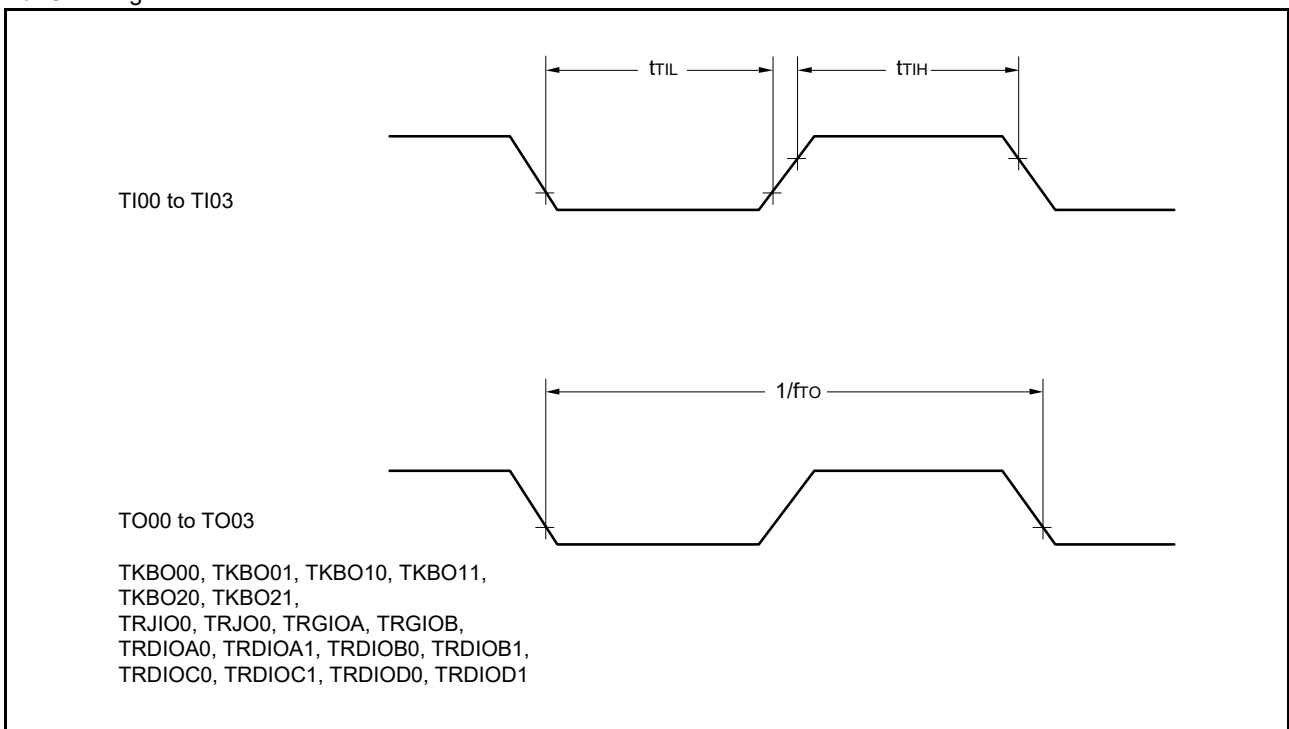 tTIL
tTIH
TI00 to TI03
1/fTO
TO00 to TO03
TKBO00, TKBO01, TKBO10, TKBO11,
TKBO20, TKBO21,
TRJIO0, TRJO0, TRGIOA, TRGIOB,
TRDIOA0, TRDIOA1, TRDIOB0, TRDIOB1,
TRDIOC0, TRDIOC1, TRDIOD0, TRDIOD1